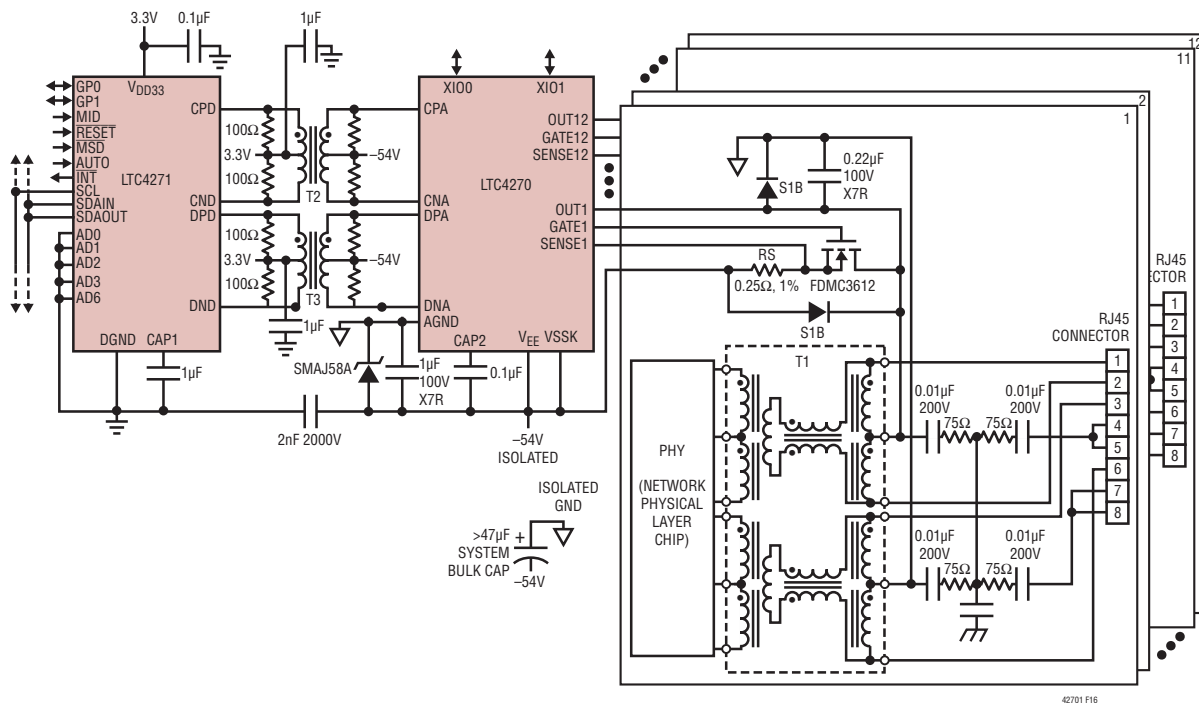 3.3V
0.1µF
1µF
12
11
2
1
XIO0
XIO1
GP0
GP1
MID
RESET
MSD
AUTO
INT
SCL
SDAIN
SDAOUT
AD0
AD1
AD2
AD3
AD6
VDD33
LTC4271
CPD
CND
DPD
DND
DGND
CAP1
1µF
100Ω
3.3V
100Ω
T2
–54V
100Ω
3.3V
100Ω
T3
–54V
1µF
CPA
CNA
DPA
DNA
AGND
LTC4270
CAP2
VEE
VSSK
OUT12
GATE12
SENSE12
OUT1
GATE1
SENSE1
SMAJ58A
1µF
100V
X7R
0.1µF
2nF 2000V
–54V
ISOLATED
ISOLATED
GND
>47µF
+
SYSTEM
BULK CAP
–54V
S1B
0.22µF
100V
X7R
RS
0.25Ω, 1%
FDMC3612
S1B
T1
PHY
(NETWORK
PHYSICAL
LAYER
CHIP)
0.01µF
200V
75Ω
75Ω
0.01µF
200V
0.01µF
200V
75Ω
75Ω
0.01µF
200V
RJ45
CONNECTOR
1
2
3
4
5
6
7
8
RJ45
ECTOR
1
2
3
4
5
6
7
8
42701 F16